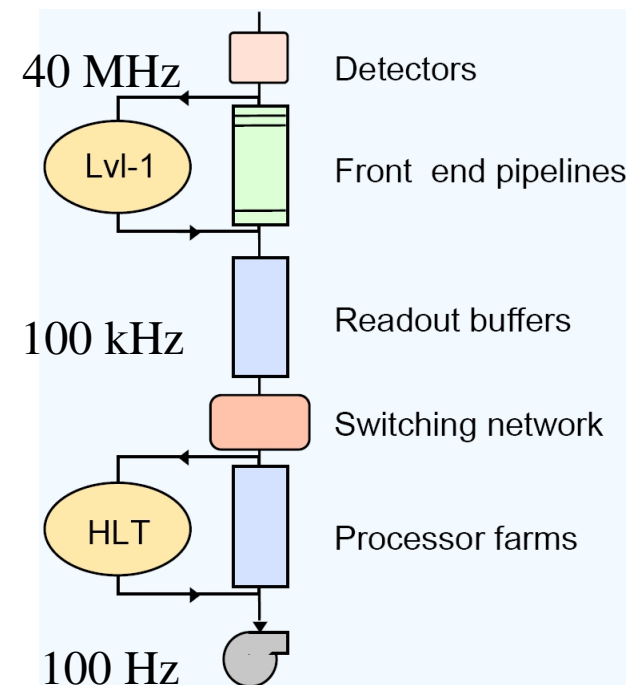 Detectors
40 MHz
Lvl-1
Front end pipelines
Readout buffers
100 kHz
Switching network
HLT
Processor farms
100 Hz